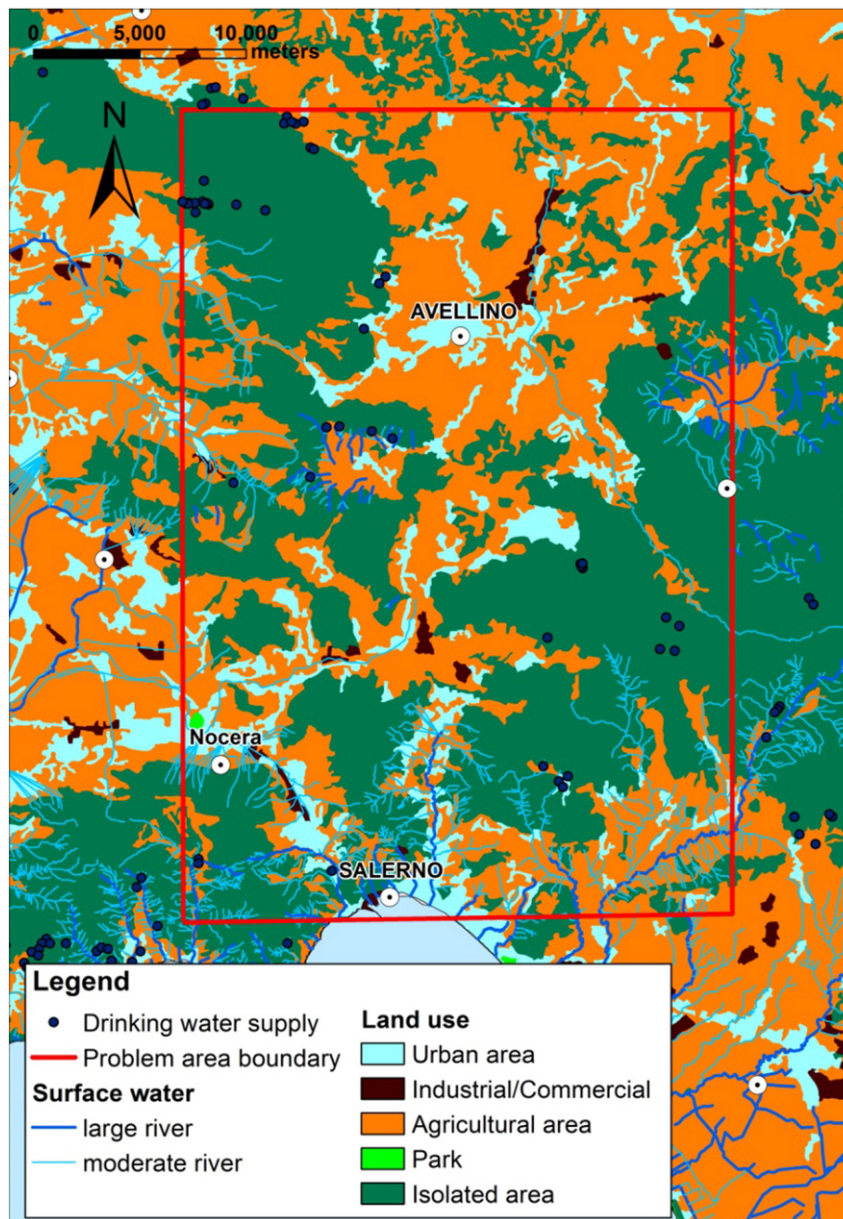 0 5,000 10,000
meters
N
AVELLINO
Nocera
SALERNO
Legend
Drinking water supply
Problem area boundary
Surface water
large river
moderate river
Land use
Urban area
Industrial/Commercial
Agricultural area
Park
Isolated area